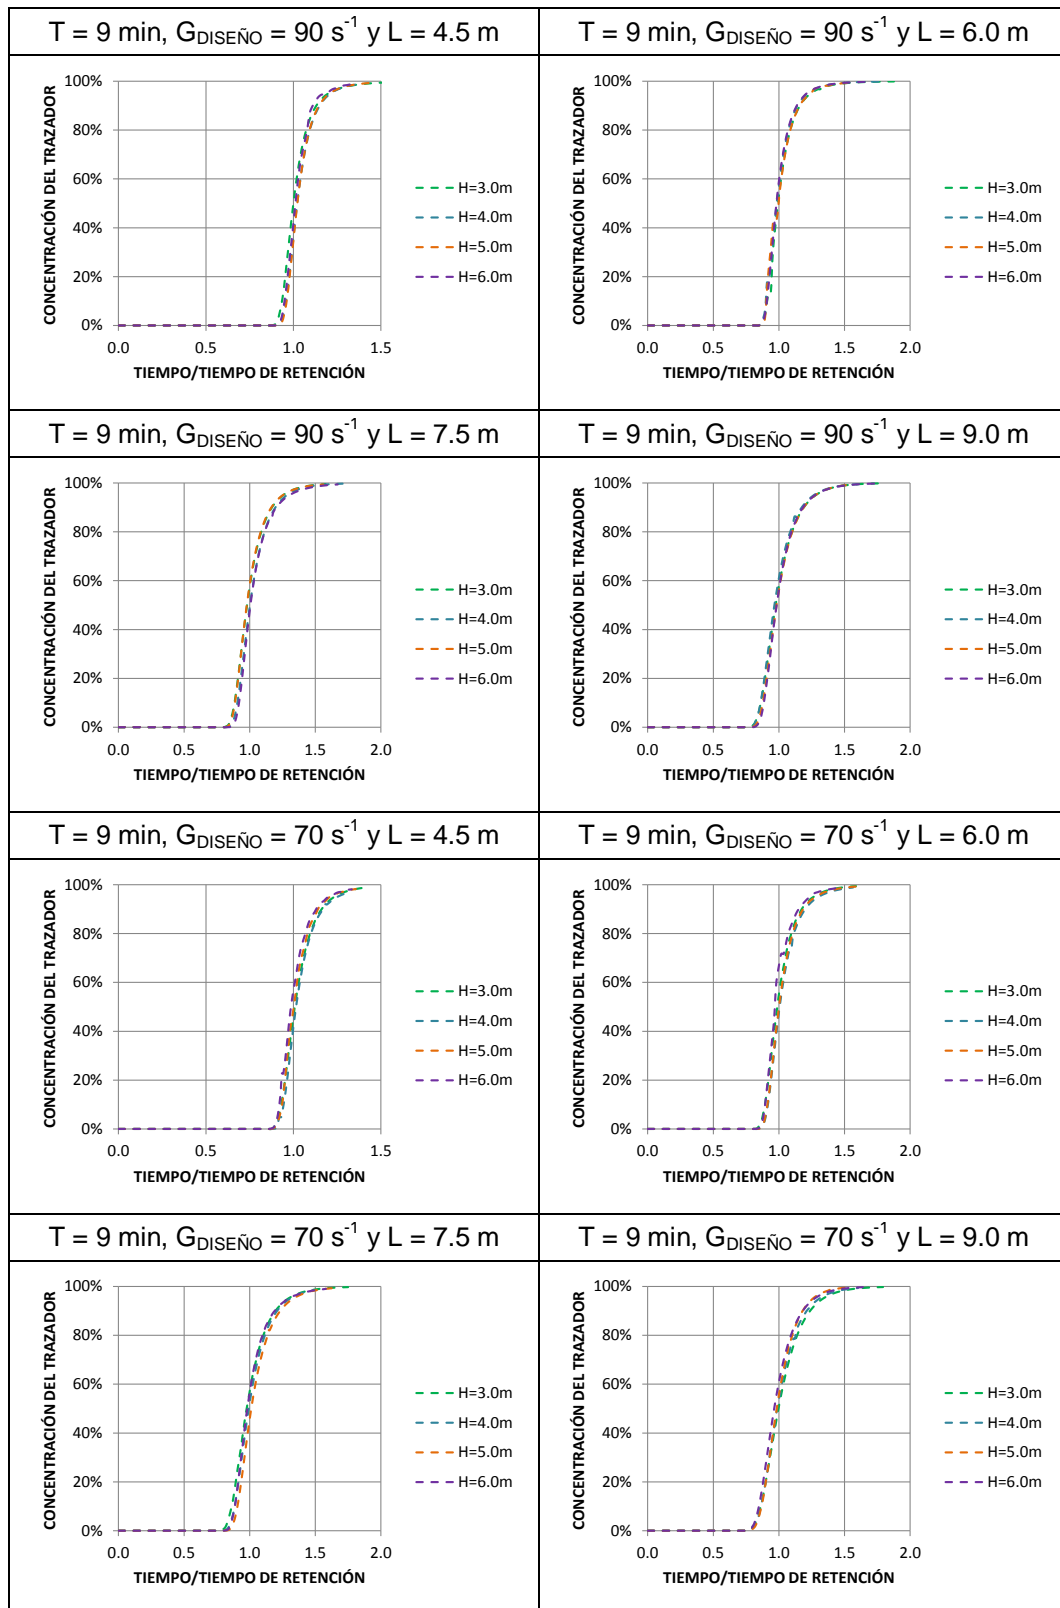 T = 9 min, G_DISEÑO = 90 s⁻¹ y L = 4.5 m
CONCENTRACIÓN DEL TRAZADOR
100%
80%
60%
40%
20%
0%
0.0 0.5 1.0 1.5
TIEMPO/TIEMPO DE RETENCIÓN
H=3.0m
H=4.0m
H=5.0m
H=6.0m
T = 9 min, G_DISEÑO = 90 s⁻¹ y L = 6.0 m
CONCENTRACIÓN DEL TRAZADOR
100%
80%
60%
40%
20%
0%
0.0 0.5 1.0 1.5 2.0
TIEMPO/TIEMPO DE RETENCIÓN
H=3.0m
H=4.0m
H=5.0m
H=6.0m
T = 9 min, G_DISEÑO = 90 s⁻¹ y L = 7.5 m
CONCENTRACIÓN DEL TRAZADOR
100%
80%
60%
40%
20%
0%
0.0 0.5 1.0 1.5 2.0
TIEMPO/TIEMPO DE RETENCIÓN
H=3.0m
H=4.0m
H=5.0m
H=6.0m
T = 9 min, G_DISEÑO = 90 s⁻¹ y L = 9.0 m
CONCENTRACIÓN DEL TRAZADOR
100%
80%
60%
40%
20%
0%
0.0 0.5 1.0 1.5 2.0
TIEMPO/TIEMPO DE RETENCIÓN
H=3.0m
H=4.0m
H=5.0m
H=6.0m
T = 9 min, G_DISEÑO = 70 s⁻¹ y L = 4.5 m
CONCENTRACIÓN DEL TRAZADOR
100%
80%
60%
40%
20%
0%
0.0 0.5 1.0 1.5
TIEMPO/TIEMPO DE RETENCIÓN
H=3.0m
H=4.0m
H=5.0m
H=6.0m
T = 9 min, G_DISEÑO = 70 s⁻¹ y L = 6.0 m
CONCENTRACIÓN DEL TRAZADOR
100%
80%
60%
40%
20%
0%
0.0 0.5 1.0 1.5 2.0
TIEMPO/TIEMPO DE RETENCIÓN
H=3.0m
H=4.0m
H=5.0m
H=6.0m
T = 9 min, G_DISEÑO = 70 s⁻¹ y L = 7.5 m
CONCENTRACIÓN DEL TRAZADOR
100%
80%
60%
40%
20%
0%
0.0 0.5 1.0 1.5 2.0
TIEMPO/TIEMPO DE RETENCIÓN
H=3.0m
H=4.0m
H=5.0m
H=6.0m
T = 9 min, G_DISEÑO = 70 s⁻¹ y L = 9.0 m
CONCENTRACIÓN DEL TRAZADOR
100%
80%
60%
40%
20%
0%
0.0 0.5 1.0 1.5 2.0
TIEMPO/TIEMPO DE RETENCIÓN
H=3.0m
H=4.0m
H=5.0m
H=6.0m